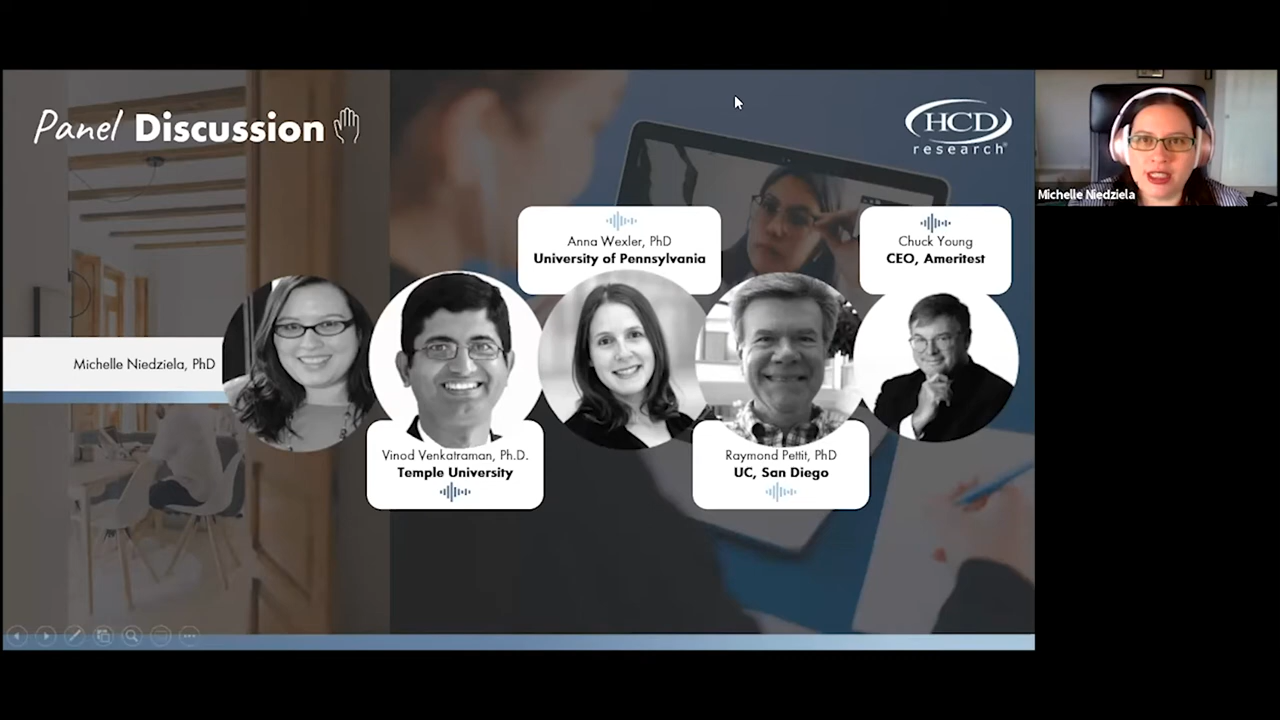 Panel Discussion
HCD
research®
Michelle Niedziela
Anna Wexler, PhD
University of Pennsylvania
Chuck Young
CEO, Ameritest
Michelle Niedziela, PhD
Vinod Venkatraman, Ph.D.
Temple University
Raymond Pettit, PhD
UC, San Diego